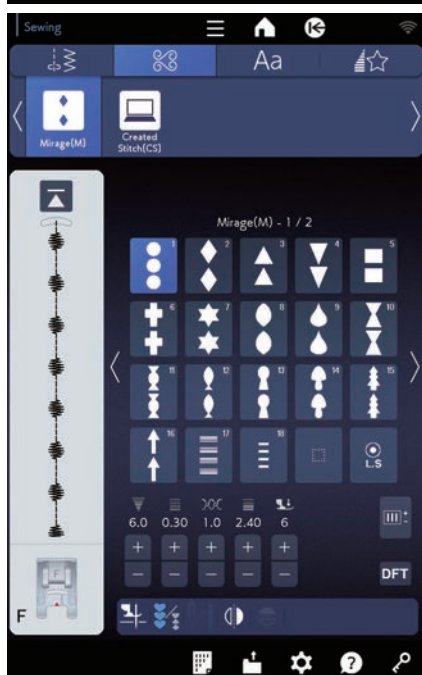 Sewing
Aa
Mirage(M)
Created
Stitch(CS)
Mirage(M) - 1 / 2
1 2 3 4 5
6 7 8 9 10
11 12 13 14 15
16 17 18
L.S
6.0 0.30 1.0 2.40 6
+ + + + +
− − − − −
DFT
F
F
?